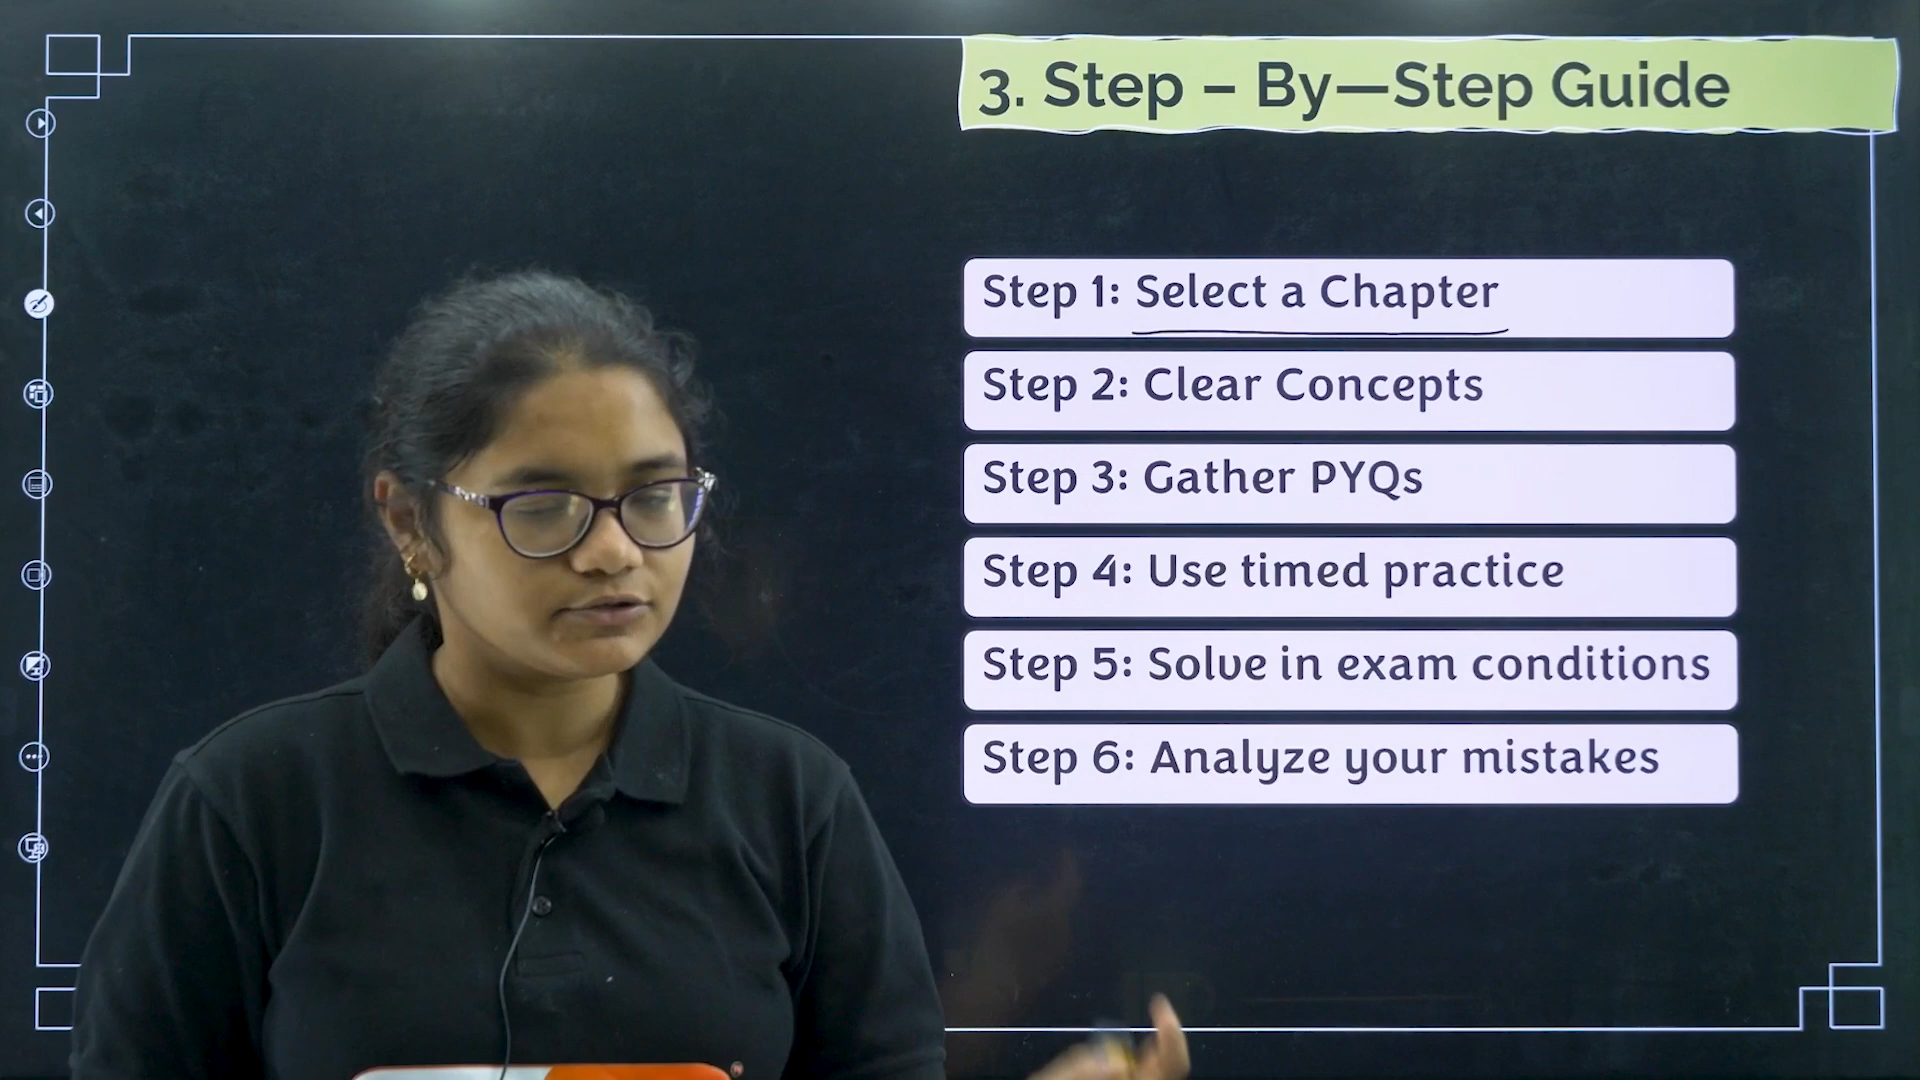 3. Step – By—Step Guide
Step 1: Select a Chapter
Step 2: Clear Concepts
Step 3: Gather PYQs
Step 4: Use timed practice
Step 5: Solve in exam conditions
Step 6: Analyze your mistakes